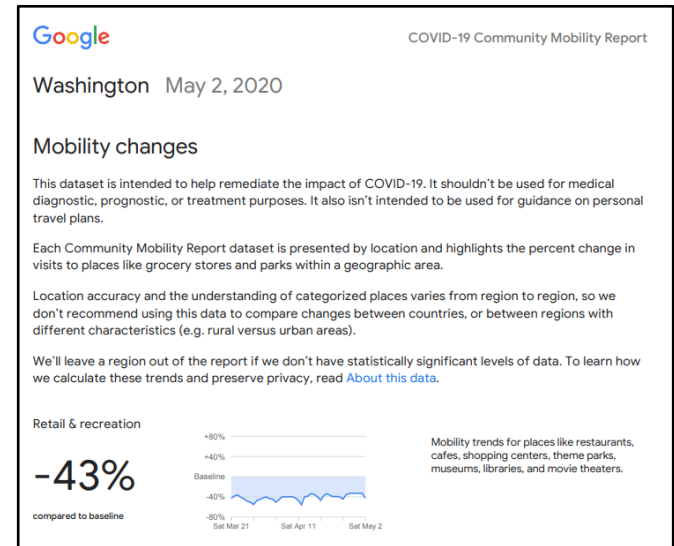 Google
COVID-19 Community Mobility Report
Washington May 2, 2020
Mobility changes
This dataset is intended to help remediate the impact of COVID-19. It shouldn't be used for medical
diagnostic, prognostic, or treatment purposes. It also isn't intended to be used for guidance on personal
travel plans.
Each Community Mobility Report dataset is presented by location and highlights the percent change in
visits to places like grocery stores and parks within a geographic area.
Location accuracy and the understanding of categorized places varies from region to region, so we
don't recommend using this data to compare changes between countries, or between regions with
different characteristics (e.g. rural versus urban areas).
We'll leave a region out of the report if we don't have statistically significant levels of data. To learn how
we calculate these trends and preserve privacy, read About this data.
Retail & recreation
-43%
compared to baseline
+80%
+40%
Baseline
-40%
-80%
Sat Mar 21 Sat Apr 11 Sat May 2
Mobility trends for places like restaurants,
cafes, shopping centers, theme parks,
museums, libraries, and movie theaters.